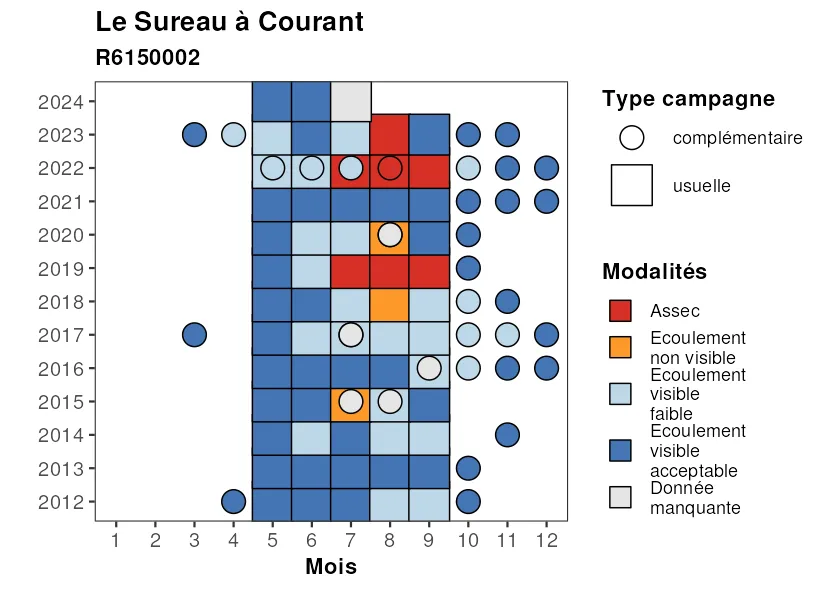 Le Sureau à Courant
R6150002
2024
2023
2022
2021
2020
2019
2018
2017
2016
2015
2014
2013
2012
1 2 3 4 5 6 7 8 9 10 11 12
Mois
Type campagne
complémentaire
usuelle
Modalités
Assec
Ecoulement
non visible
Ecoulement
visible
faible
Ecoulement
visible
acceptable
Donnée
manquante